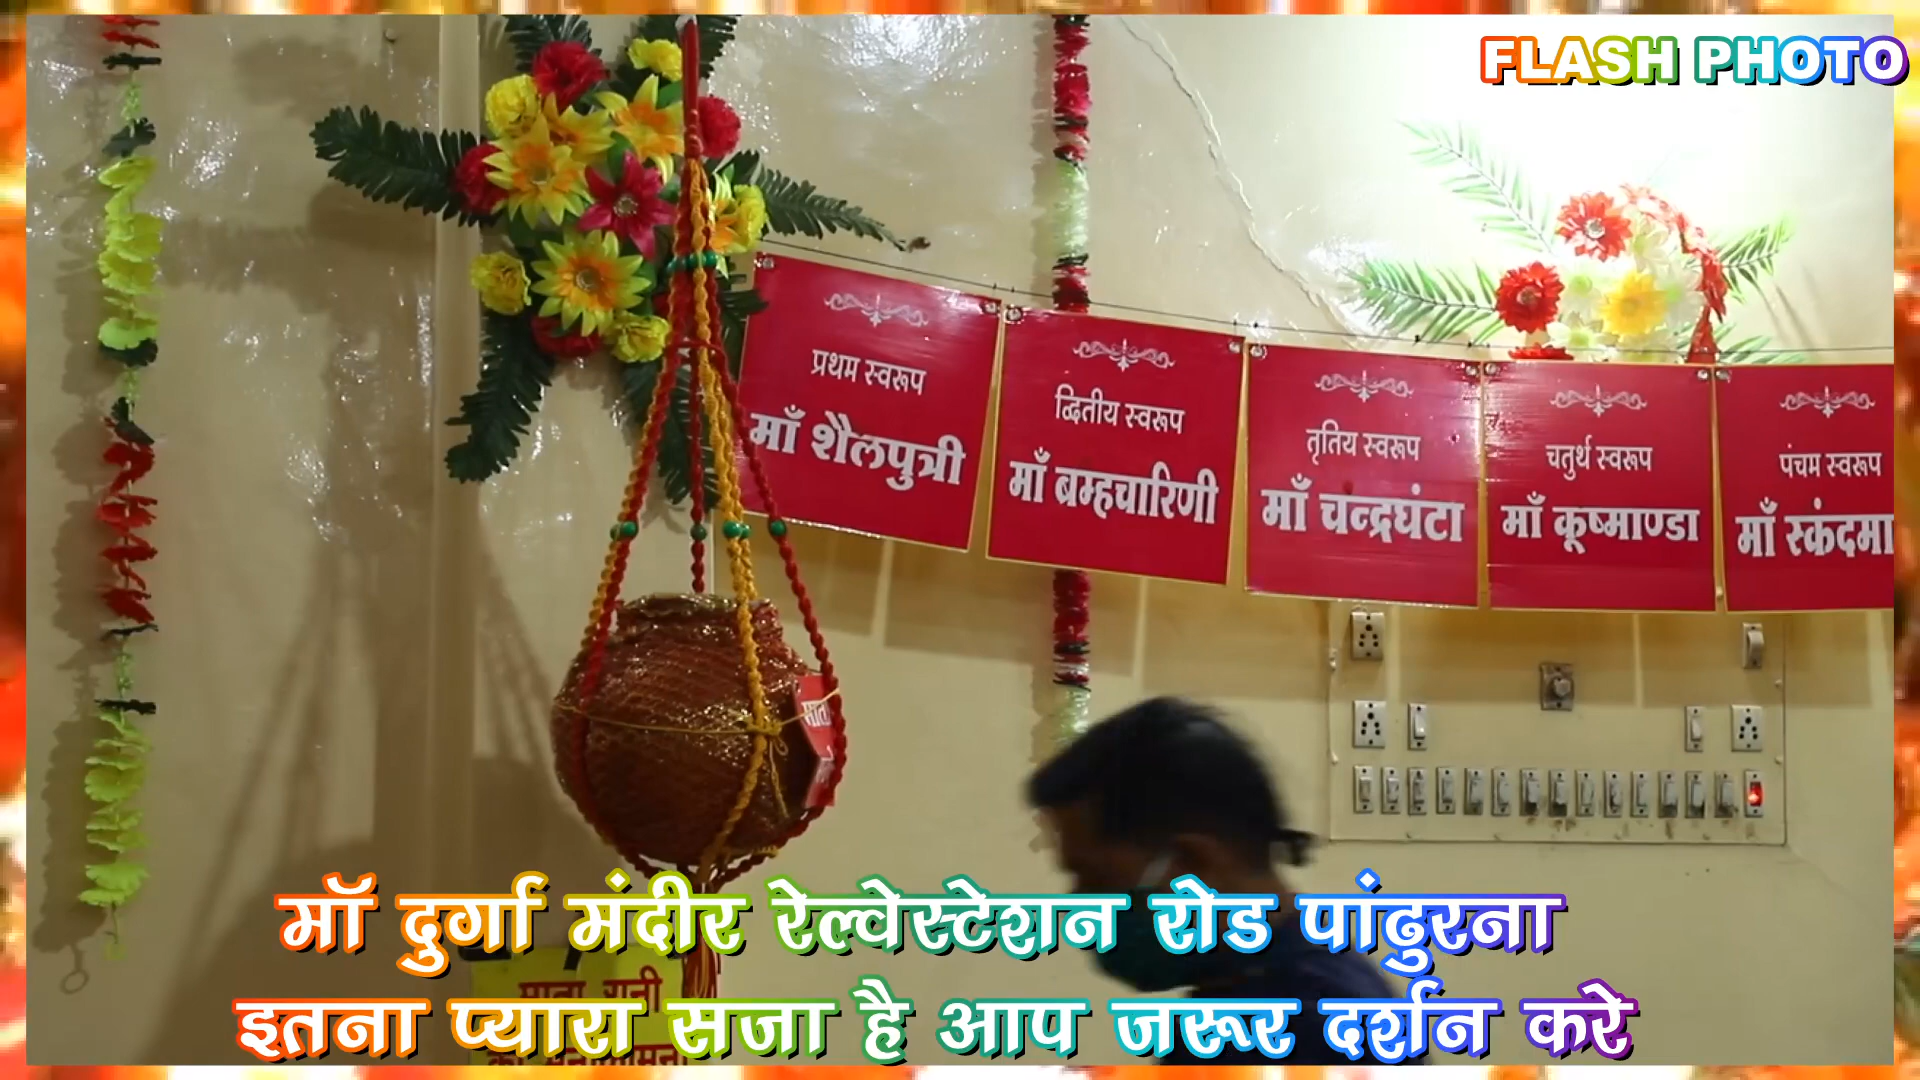 FLASH PHOTO
प्रथम स्वरूप
माँ शैलपुत्री
द्वितीय स्वरूप
माँ बम्हचारिणी
तृतिय स्वरूप
माँ चन्द्रघंटा
चतुर्थ स्वरूप
माँ कूष्माण्डा
पंचम स्वरूप
माँ स्कंदमा
मॉ दुर्गा मंदीर रेल्वेस्टेशन रोड पांढुरना
माता रानी
इतना प्यारा सजा है आप जरूर दर्शन करे